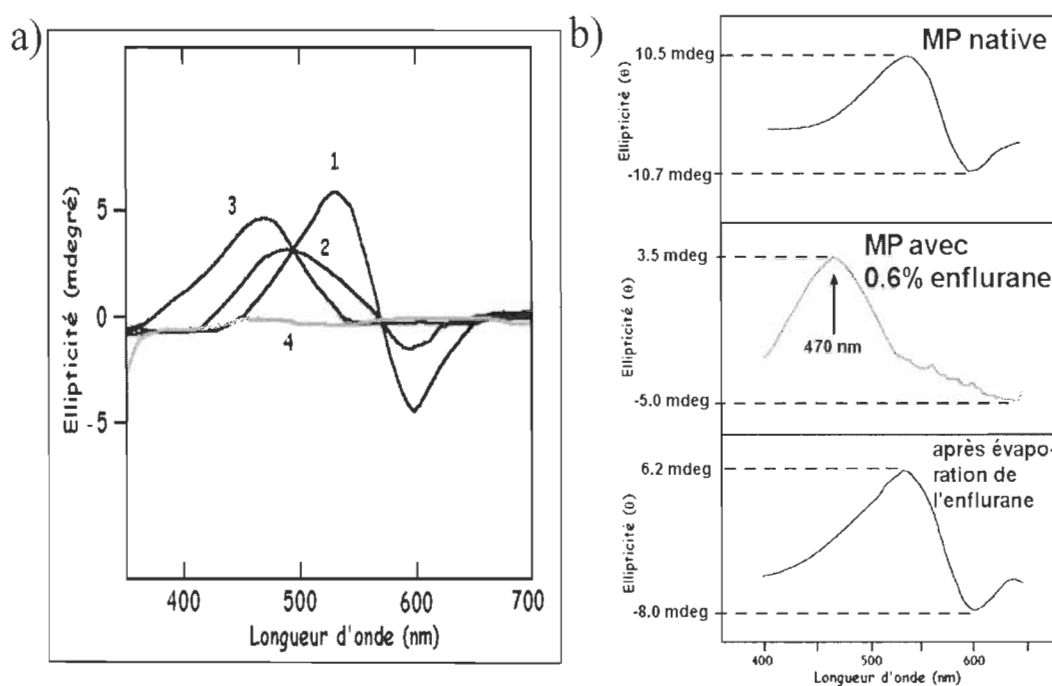 a)
1
3
2
4
5
0
-5
Ellipticité (mdegré)
400
500
600
700
Longueur d'onde (nm)
b)
MP native
10.5 mdeg
-10.7 mdeg
Ellipticité (θ)
MP avec
0.6% enflurane
3.5 mdeg
470 nm
-5.0 mdeg
Ellipticité (θ)
après évapo-
ration de
l'enflurane
6.2 mdeg
-8.0 mdeg
Ellipticité (θ)
400
500
600
Longueur d'onde (nm)